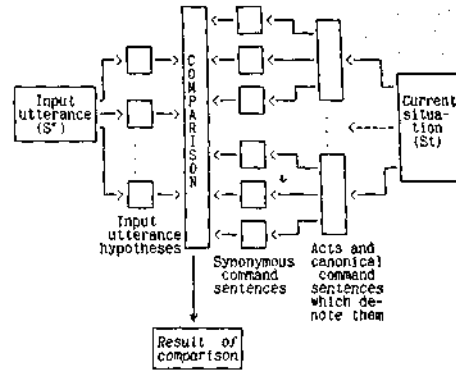 Input
utterance
(S*)
COMPARISON
Current
situa-
tion
(St)
Input
utterance
hypotheses
Synonymous
command
sentences
Acts and
canonical
command
sentences
which de-
note them
Result of
comparison